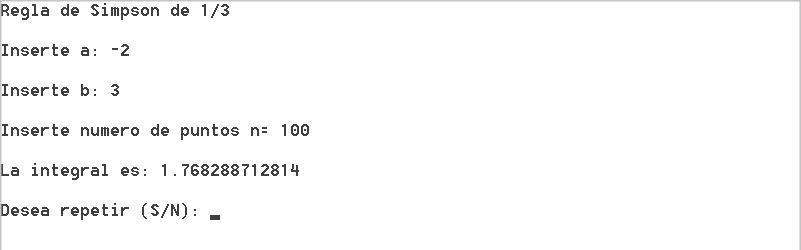 Regla de Simpson de 1/3
Inserte a: -2
Inserte b: 3
Inserte numero de puntos n= 100
La integral es: 1.768288712814
Desea repetir (S/N): _